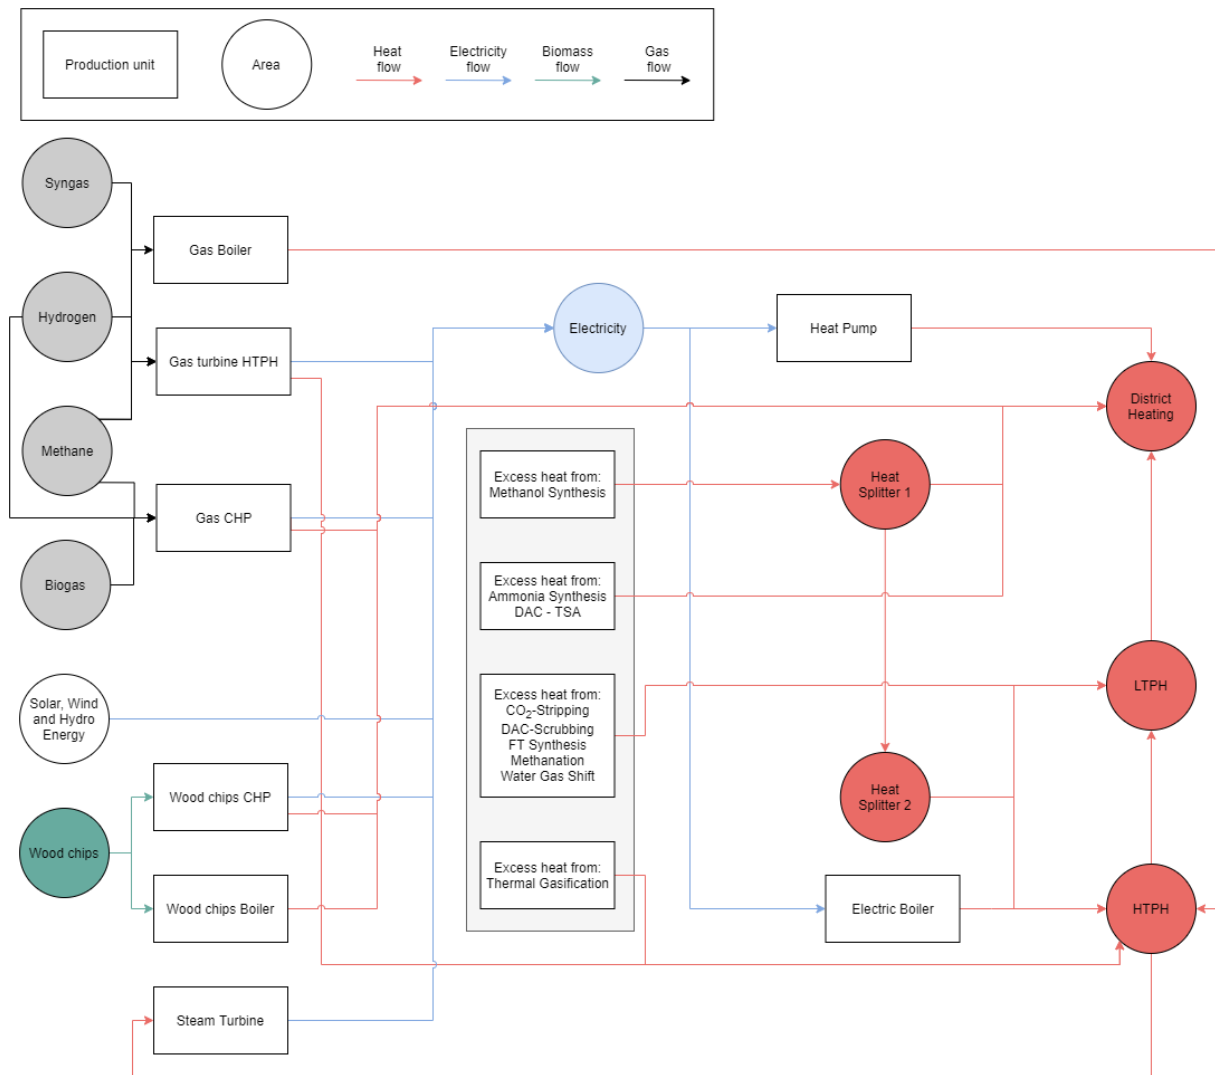 Production unit
Area
Heat
flow
Electricity
flow
Biomass
flow
Gas
flow
Syngas
Gas Boiler
Hydrogen
Electricity
Heat Pump
Gas turbine HTPH
District
Heating
Methane
Excess heat from:
Methanol Synthesis
Heat
Splitter 1
Gas CHP
Biogas
Excess heat from:
Ammonia Synthesis
DAC - TSA
Solar, Wind
and Hydro
Energy
Excess heat from:
CO₂-Stripping
DAC-Scrubbing
FT Synthesis
Methanation
Water Gas Shift
LTPH
Wood chips CHP
Heat
Splitter 2
Wood chips
Excess heat from:
Thermal Gasification
Wood chips Boiler
Electric Boiler
HTPH
Steam Turbine